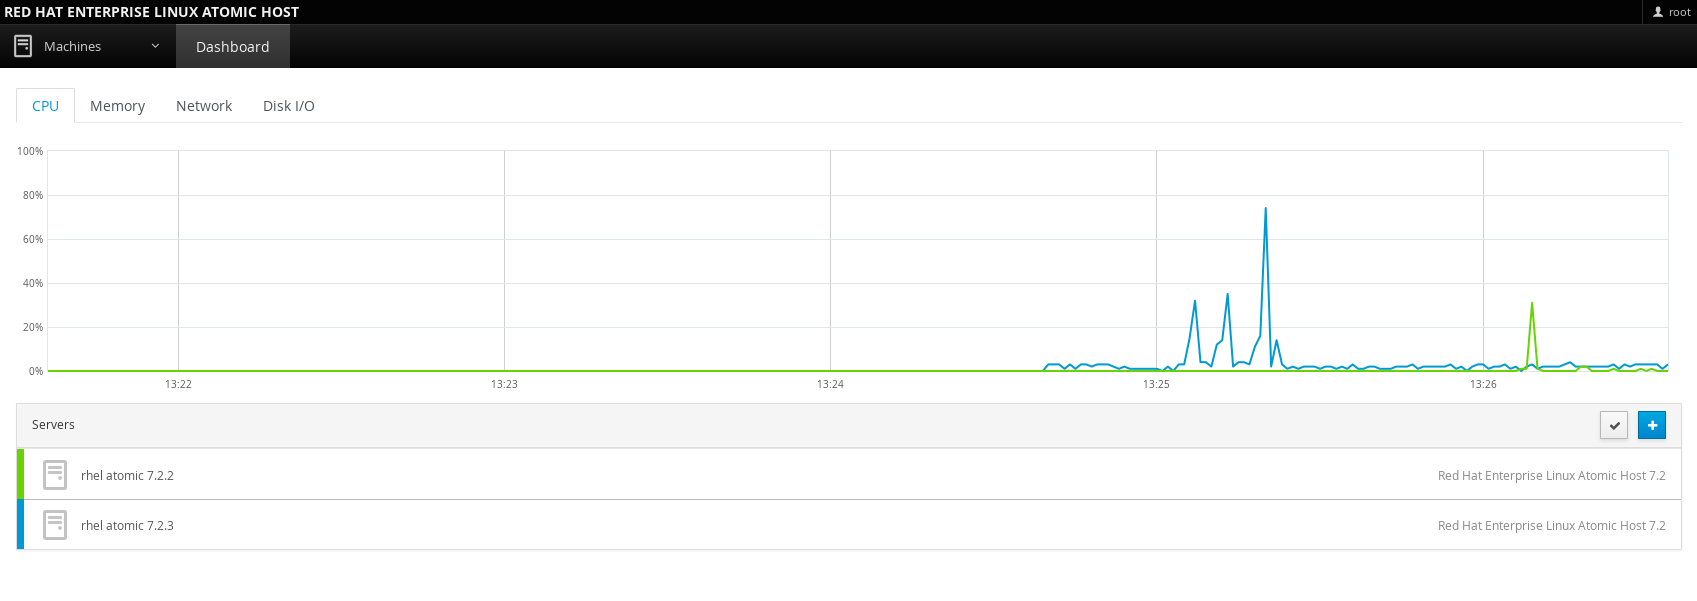 RED HAT ENTERPRISE LINUX ATOMIC HOST
root
Machines
Dashboard
CPU
Memory
Network
Disk I/O
100%
80%
60%
40%
20%
0%
13:22
13:23
13:24
13:25
13:26
Servers
rhel atomic 7.2.2
Red Hat Enterprise Linux Atomic Host 7.2
rhel atomic 7.2.3
Red Hat Enterprise Linux Atomic Host 7.2